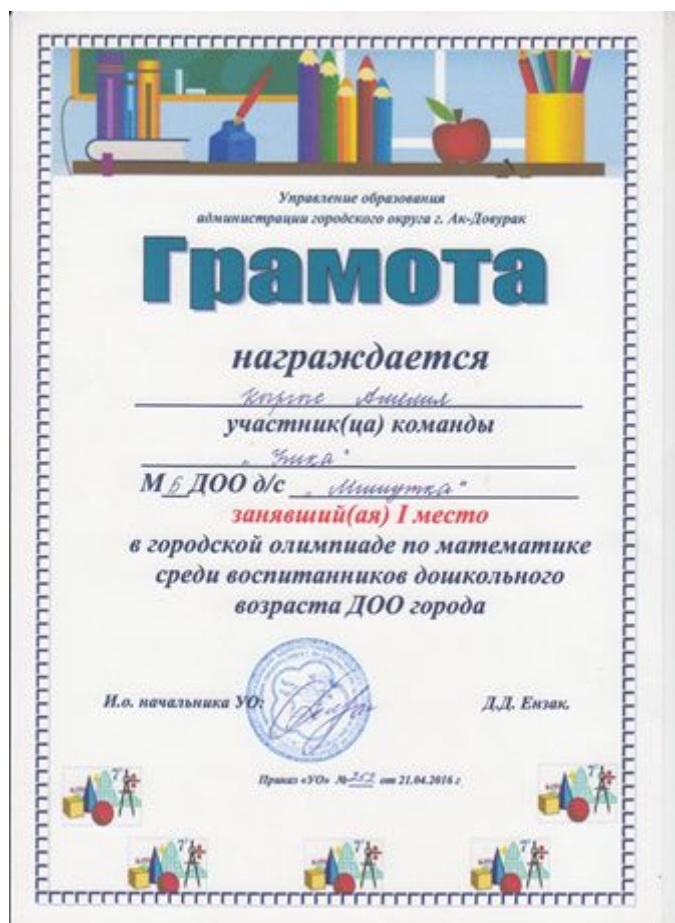 Управление образования
администрации городского округа г. Ак-Довурак
Грамота
награждается
участник(ца) команды
МБДОО д/с „Мишутка"
занявший(ая) I место
в городской олимпиаде по математике
среди воспитанников дошкольного
возраста ДОО города
И.о. начальника УО: Д.Д. Ензак.
Приказ «УО» № от 21.04.2016 г